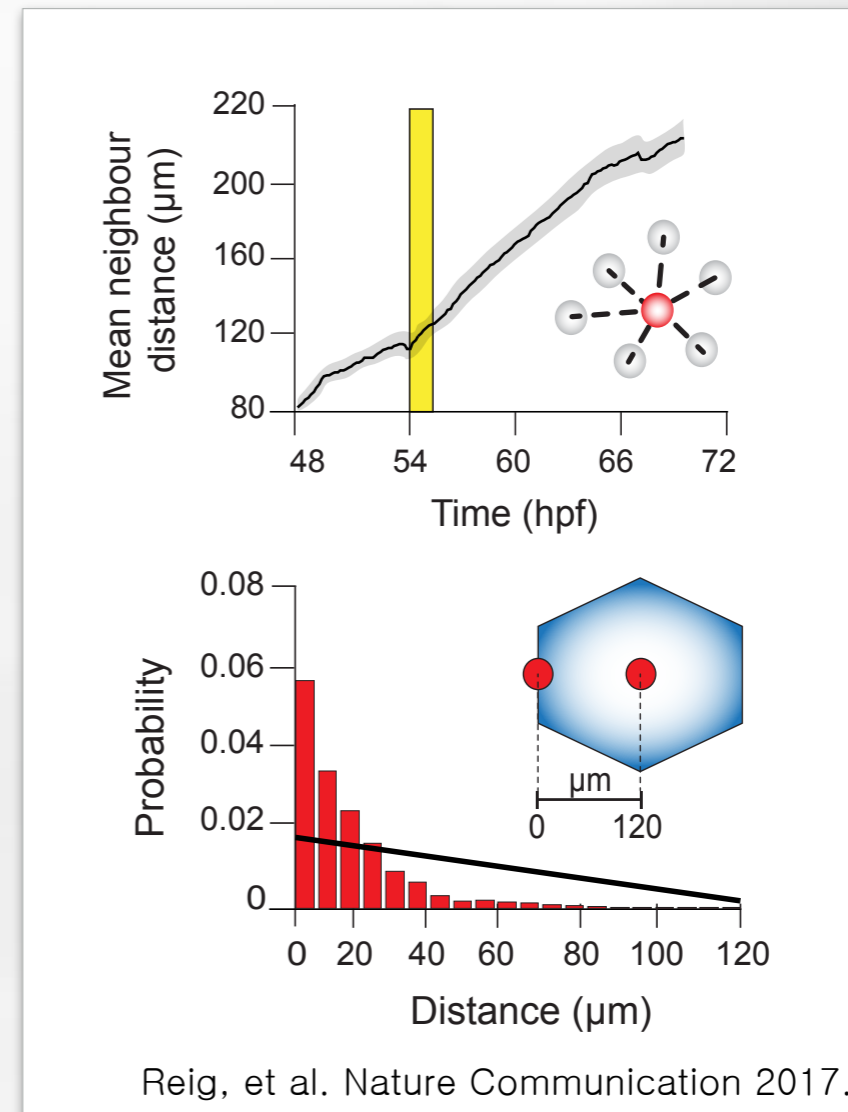 220
200
160
120
80
Mean neighbour
distance (µm)
48 54 60 66 72
Time (hpf)
0.08
0.06
0.04
0.02
0
Probability
µm
0 120
0 20 40 60 80 100 120
Distance (µm)
Reig, et al. Nature Communication 2017.